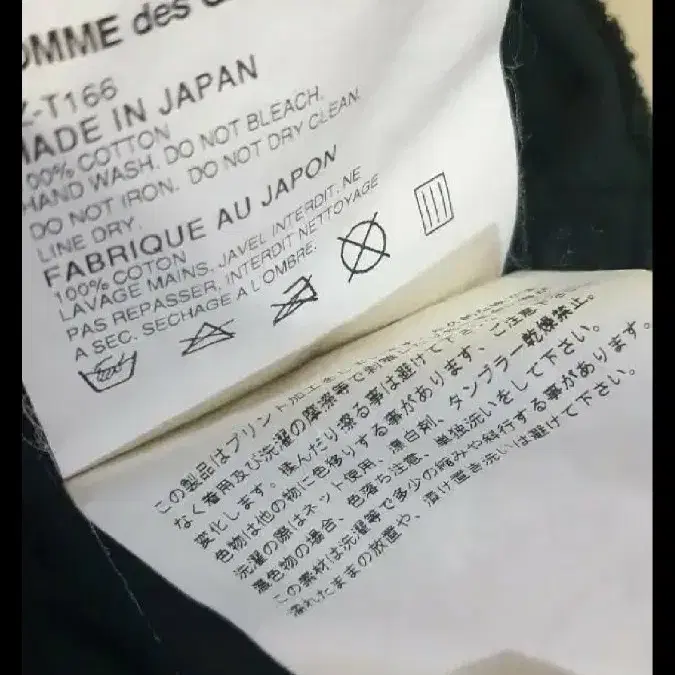 OMME des
-T166
MADE IN JAPAN
100% COTTON
HAND WASH. DO NOT BLEACH.
DO NOT IRON. DO NOT DRY CLEAN.
LINE DRY.
FABRIQUE AU JAPON
100% COTON
LAVAGE MAINS. JAVEL INTERDIT. NE
PAS REPASSER. INTERDIT NETTOYAGE
A SEC. SECHAGE A L'OMBRE.
この製品はプリント加工を
なく着用及び洗濯の摩擦等で
変化します。揉んだり擦る事は避けて下
色物は他の物に色移りする事があります、ご注意
洗濯の際はネット使用、漂白剤、タンブラー乾燥禁止。
濃色物の場合、色落ち注意、単独洗いをして下さい。
この素材は洗濯等で多少の縮みや斜行する事があります。
濡れたままの放置や、漬け置き洗いは避けて下さい。